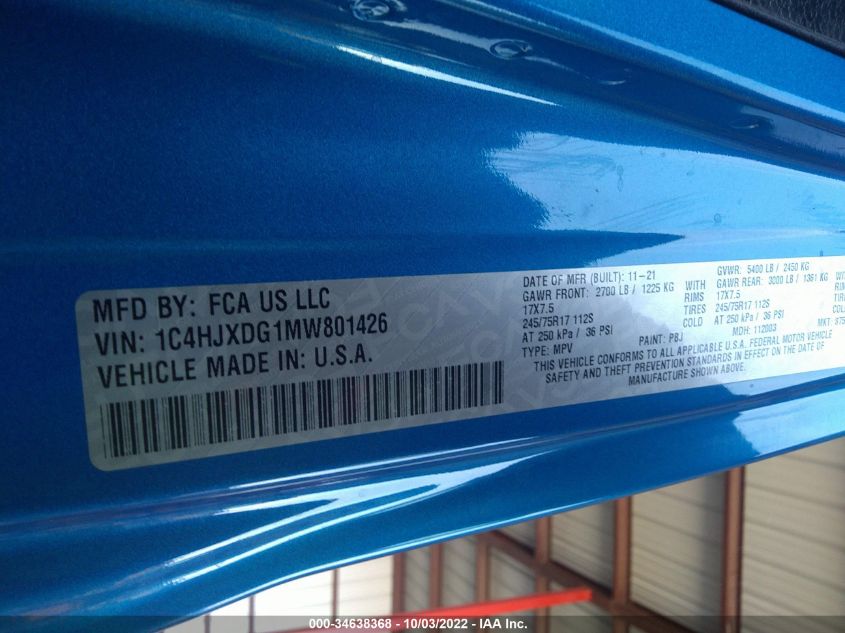 MFD BY: FCA US LLC
VIN: 1C4HJXDG1MW801426
VEHICLE MADE IN: U.S.A.
DATE OF MFR (BUILT): 11-21 GVWR: 5400 LB / 2450 KG
GAWR FRONT: 2700 LB / 1225 KG WITH GAWR REAR: 3000 LB / 1361 KG WITH
17X7.5 RIMS 17X7.5
245/75R17 112S TIRES 245/75R17 112S
AT 250 kPa / 36 PSI COLD AT 250 kPa / 36 PSI
TYPE: MPV PAINT: PBJ MDH: 112003 MKT:
THIS VEHICLE CONFORMS TO ALL APPLICABLE U.S.A. FEDERAL MOTOR VEHICLE
SAFETY AND THEFT PREVENTION STANDARDS IN EFFECT ON THE DATE OF
MANUFACTURE SHOWN ABOVE.
000-34638368 - 10/03/2022 - IAA Inc.